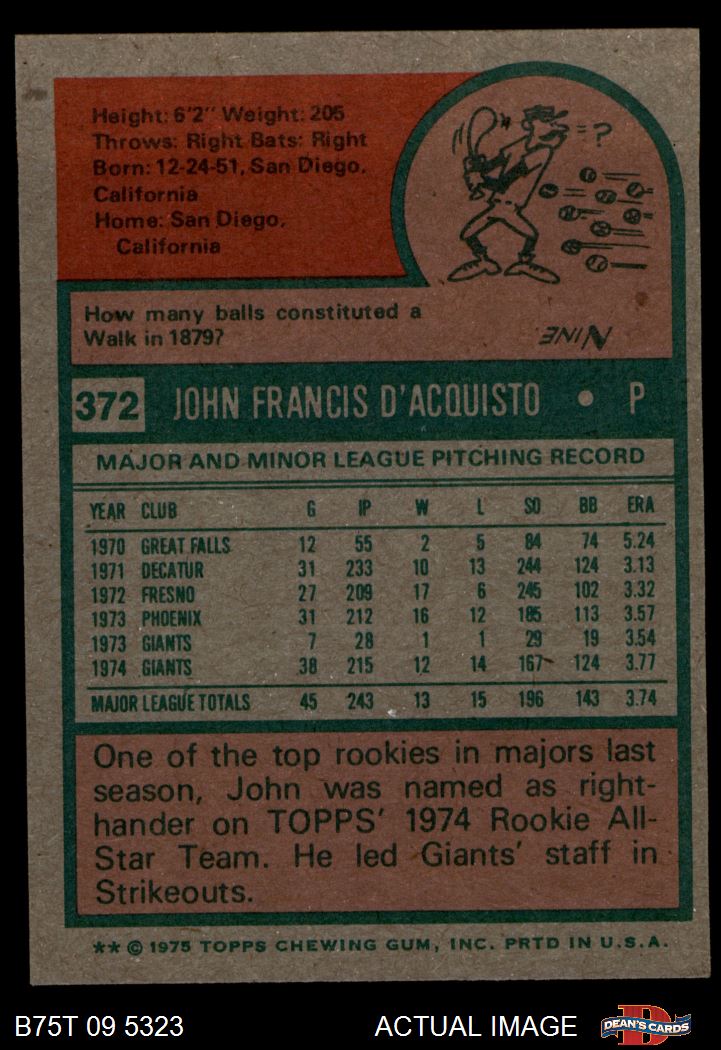 Height: 6'2" Weight: 205
Throws: Right Bats: Right
Born: 12-24-51, San Diego,
California
Home: San Diego,
California
= ?
How many balls constituted a
Walk in 1879?
NINE
372 JOHN FRANCIS D'ACQUISTO • P
MAJOR AND MINOR LEAGUE PITCHING RECORD
YEAR CLUB G IP W L SO BB ERA
1970 GREAT FALLS 12 55 2 5 84 74 5.24
1971 DECATUR 31 233 10 13 244 124 3.13
1972 FRESNO 27 209 17 6 245 102 3.32
1973 PHOENIX 31 212 16 12 185 113 3.57
1973 GIANTS 7 28 1 1 29 19 3.54
1974 GIANTS 38 215 12 14 167 124 3.77
MAJOR LEAGUE TOTALS 45 243 13 15 196 143 3.74
One of the top rookies in majors last
season, John was named as right-
hander on TOPPS' 1974 Rookie All-
Star Team. He led Giants' staff in
Strikeouts.
** © 1975 TOPPS CHEWING GUM, INC. PRTD IN U.S.A.
B75T 09 5323 ACTUAL IMAGE DEAN'S CARDS